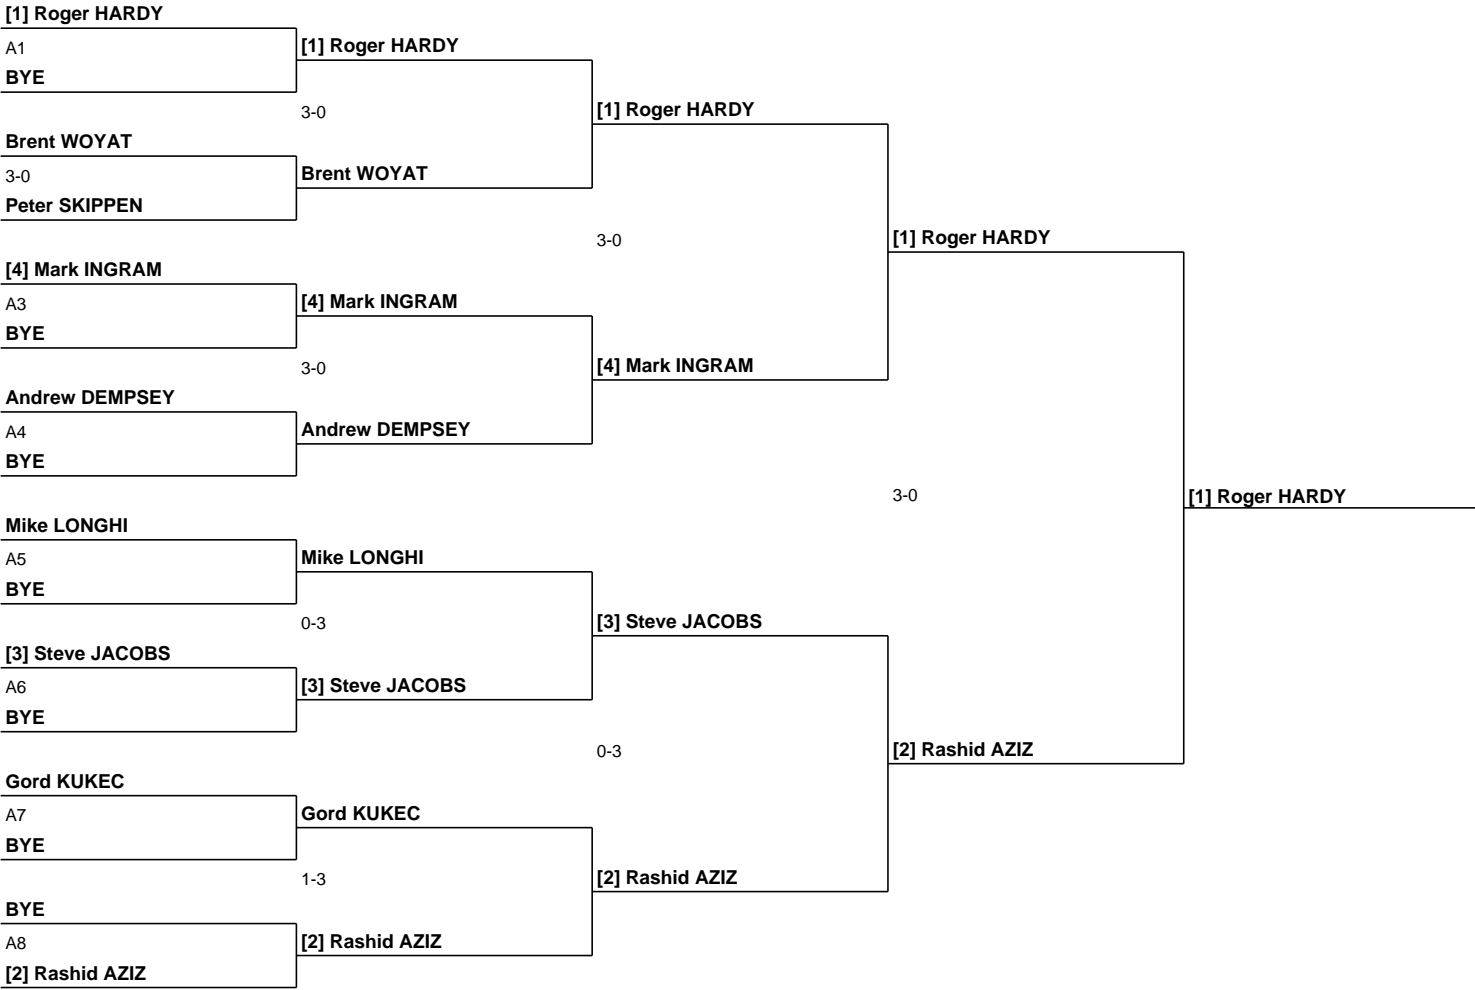 [1] Roger HARDY
A1
BYE
[1] Roger HARDY
3-0
Brent WOYAT
3-0
Peter SKIPPEN
Brent WOYAT
[1] Roger HARDY
3-0
[4] Mark INGRAM
A3
BYE
[4] Mark INGRAM
3-0
Andrew DEMPSEY
A4
BYE
Andrew DEMPSEY
[4] Mark INGRAM
[1] Roger HARDY
3-0
[1] Roger HARDY
Mike LONGHI
A5
BYE
Mike LONGHI
0-3
[3] Steve JACOBS
A6
BYE
[3] Steve JACOBS
[3] Steve JACOBS
0-3
[2] Rashid AZIZ
Gord KUKEC
A7
BYE
Gord KUKEC
1-3
BYE
A8
[2] Rashid AZIZ
[2] Rashid AZIZ
[2] Rashid AZIZ